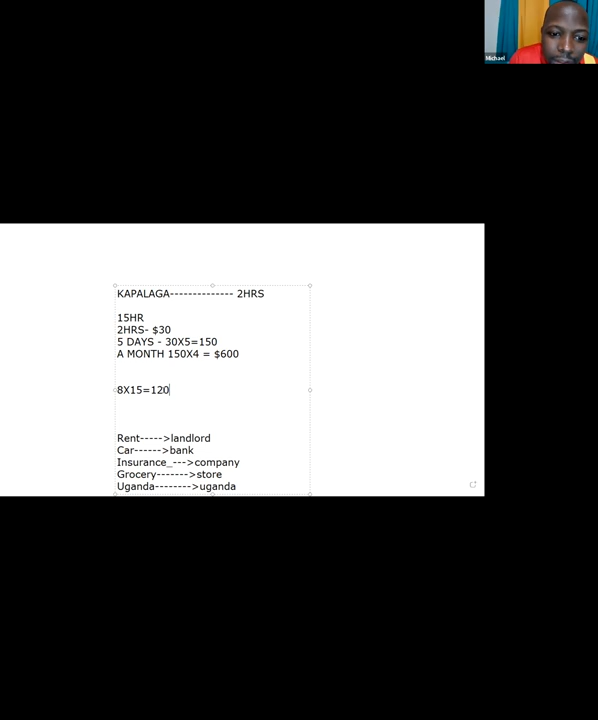 Michael
KAPALAGA-------------- 2HRS
15HR
2HRS- $30
5 DAYS - 30X5=150
A MONTH 150X4 = $600
8X15=120
Rent----->landlord
Car------>bank
Insurance_--->company
Grocery------->store
Uganda-------->uganda